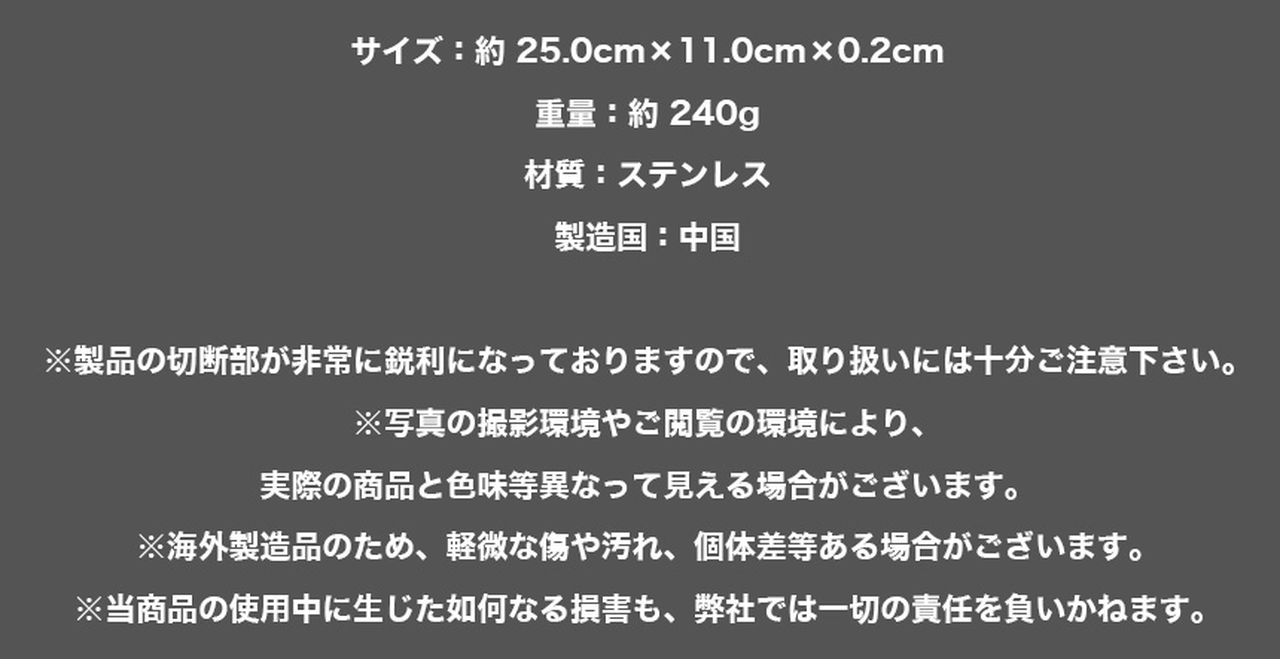 サイズ：約 25.0cm×11.0cm×0.2cm
重量：約 240g
材質：ステンレス
製造国：中国
※製品の切断部が非常に鋭利になっておりますので、取り扱いには十分ご注意下さい。
※写真の撮影環境やご閲覧の環境により、
実際の商品と色味等異なって見える場合がございます。
※海外製造品のため、軽微な傷や汚れ、個体差等ある場合がございます。
※当商品の使用中に生じた如何なる損害も、弊社では一切の責任を負いかねます。